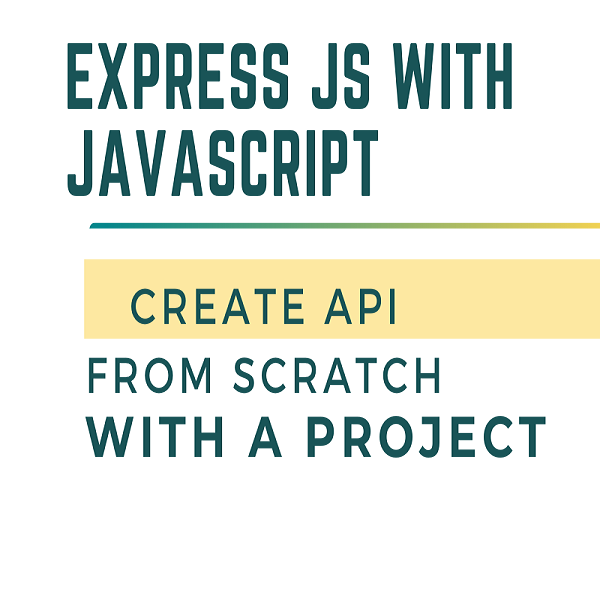 EXPRESS JS WITH
JAVASCRIPT
CREATE API
FROM SCRATCH
WITH A PROJECT